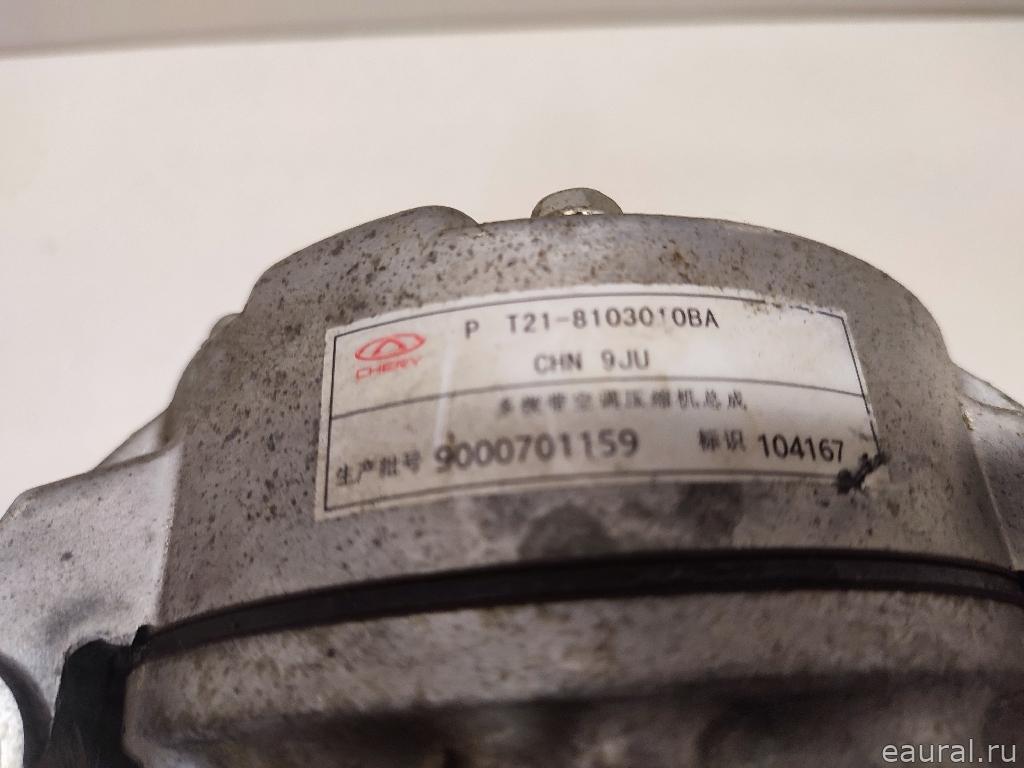 P T21-8103010BA
CHERY
CHN 9JU
多楔带空调压缩机总成
生产批号 9000701159 标识 104167
eaural.ru